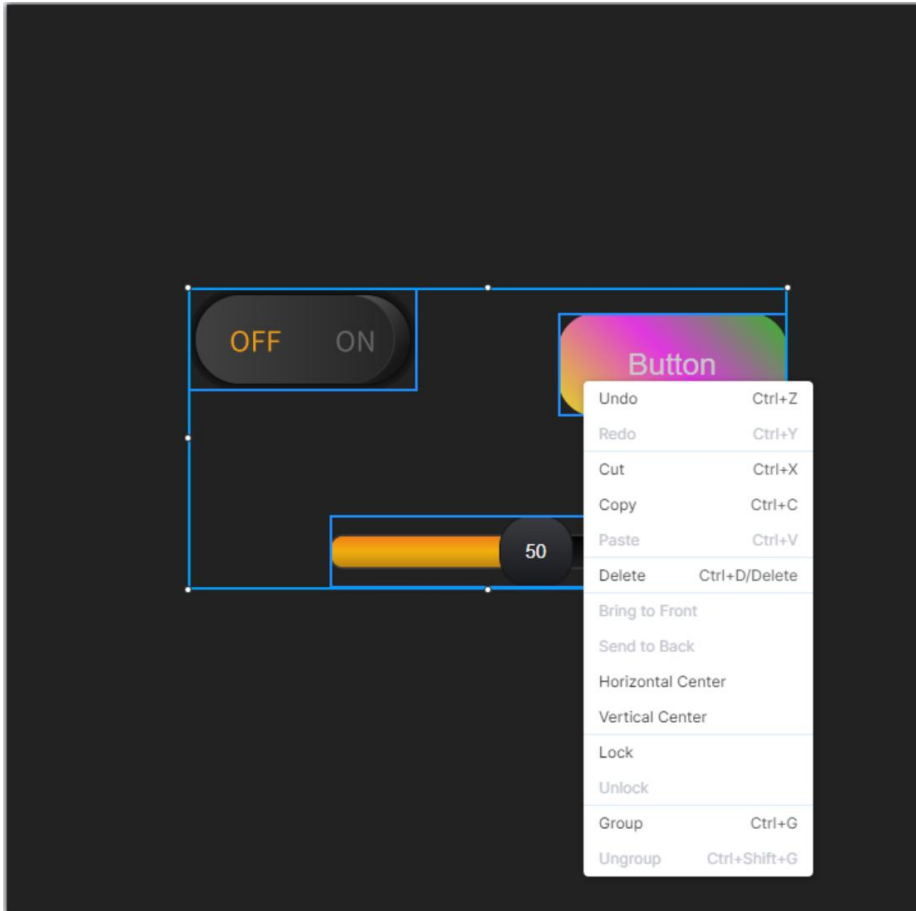 OFF ON
Button
50
Undo Ctrl+Z
Redo Ctrl+Y
Cut Ctrl+X
Copy Ctrl+C
Paste Ctrl+V
Delete Ctrl+D/Delete
Bring to Front
Send to Back
Horizontal Center
Vertical Center
Lock
Unlock
Group Ctrl+G
Ungroup Ctrl+Shift+G